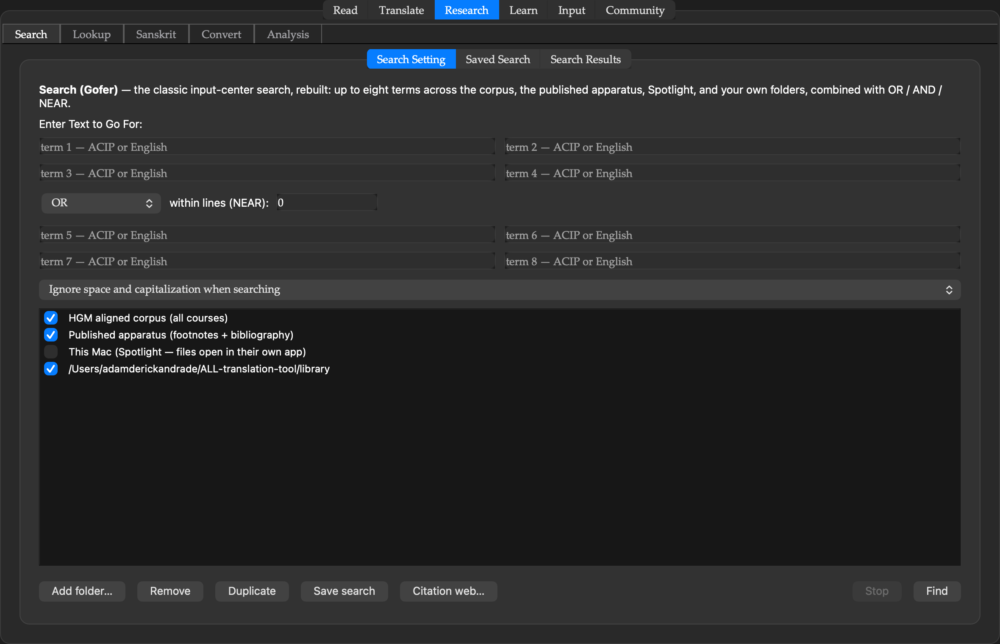 Read Translate Research Learn Input Community
Search Lookup Sanskrit Convert Analysis
Search Setting Saved Search Search Results
Search (Gofer) — the classic input-center search, rebuilt: up to eight terms across the corpus, the published apparatus, Spotlight, and your own folders, combined with OR / AND /
NEAR.
Enter Text to Go For:
term 1 — ACIP or English term 2 — ACIP or English
term 3 — ACIP or English term 4 — ACIP or English
OR within lines (NEAR): 0
term 5 — ACIP or English term 6 — ACIP or English
term 7 — ACIP or English term 8 — ACIP or English
Ignore space and capitalization when searching
HGM aligned corpus (all courses)
Published apparatus (footnotes + bibliography)
This Mac (Spotlight — files open in their own app)
/Users/adamderickandrade/ALL-translation-tool/library
Add folder... Remove Duplicate Save search Citation web... Stop Find